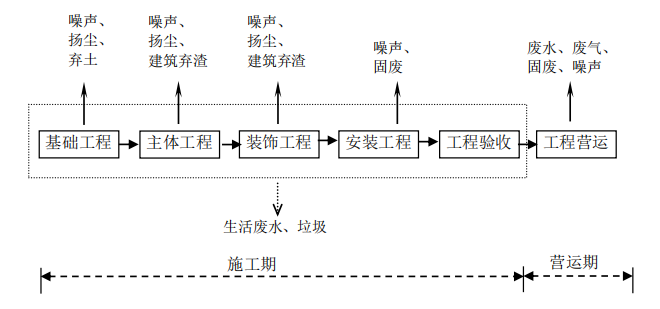 噪声、
扬尘、
弃土
噪声、
扬尘、
建筑弃渣
噪声、
扬尘、
建筑弃渣
噪声、
固废
废水、废气、
固废、噪声
基础工程
主体工程
装饰工程
安装工程
工程验收
工程营运
生活废水、垃圾
施工期
营运期